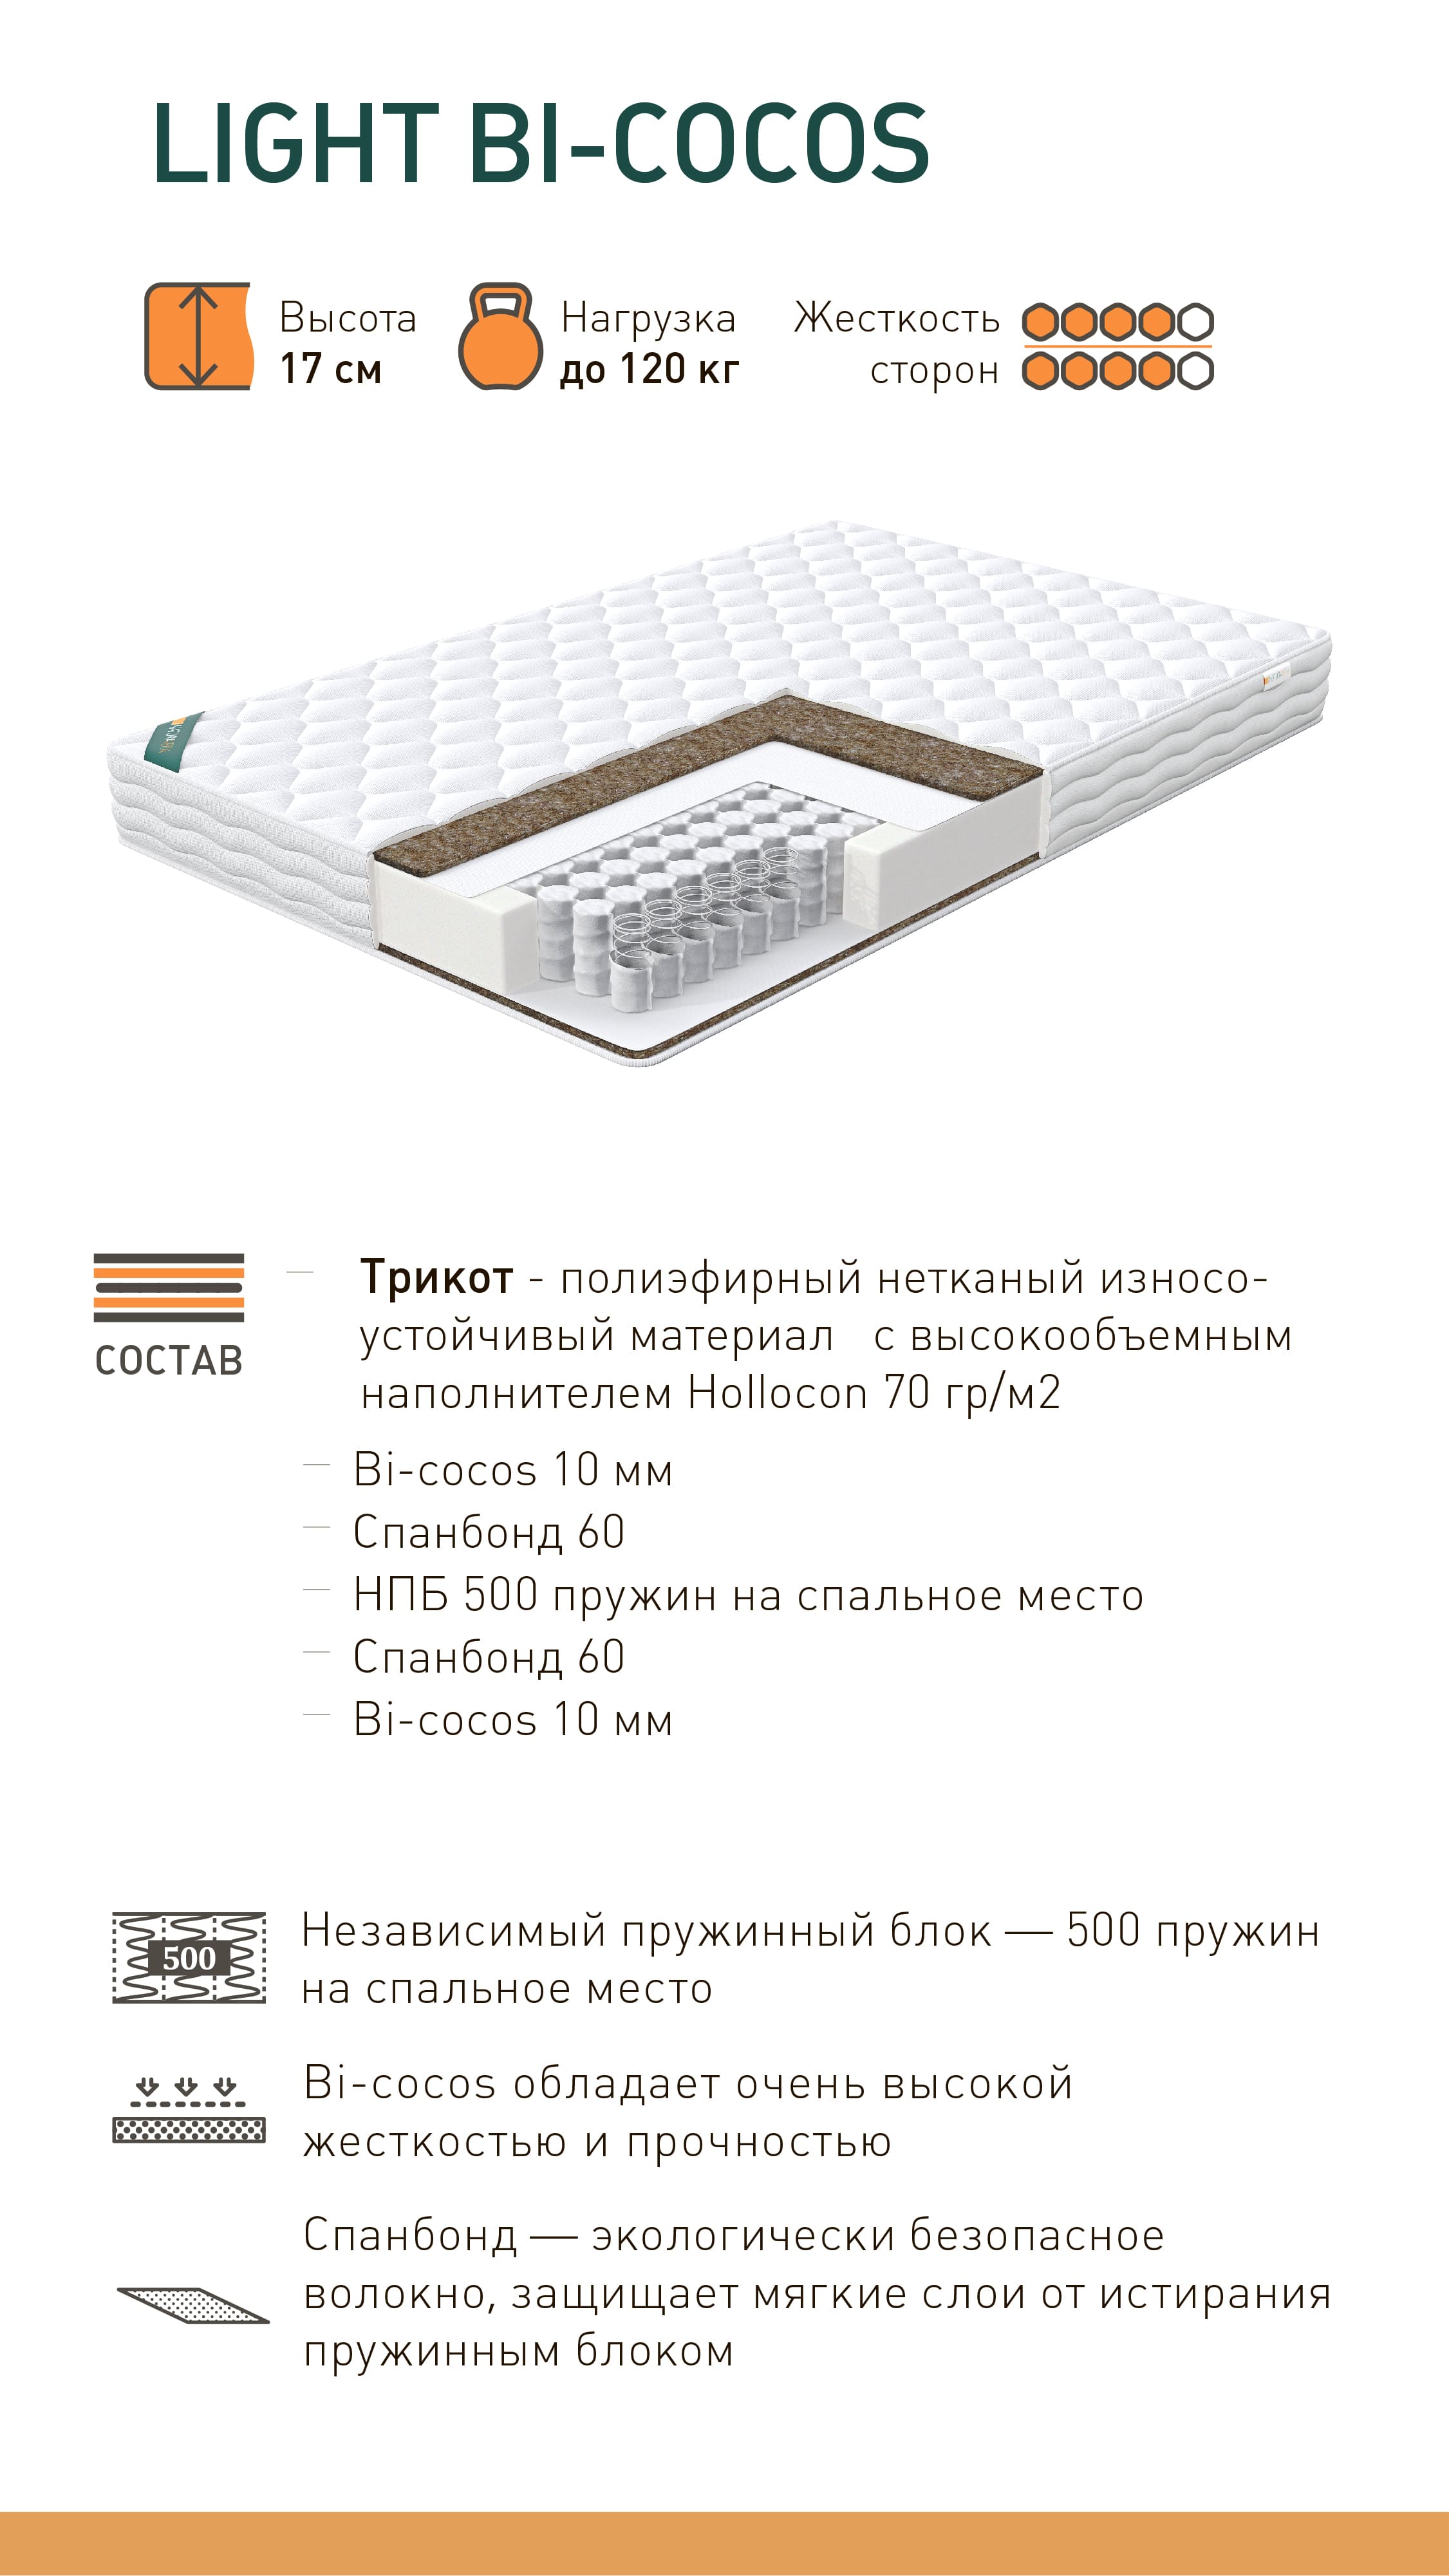 LIGHT BI-COCOS
Высота
17 см
Нагрузка
до 120 кг
Жесткость
сторон
СОСТАВ
Трикот - полиэфирный нетканый износо-
устойчивый материал с высокообъемным
наполнителем Hollocon 70 гр/м2
Bi-cocos 10 мм
Спанбонд 60
НПБ 500 пружин на спальное место
Спанбонд 60
Bi-cocos 10 мм
500
Независимый пружинный блок — 500 пружин
на спальное место
Bi-cocos обладает очень высокой
жесткостью и прочностью
Спанбонд — экологически безопасное
волокно, защищает мягкие слои от истирания
пружинным блоком